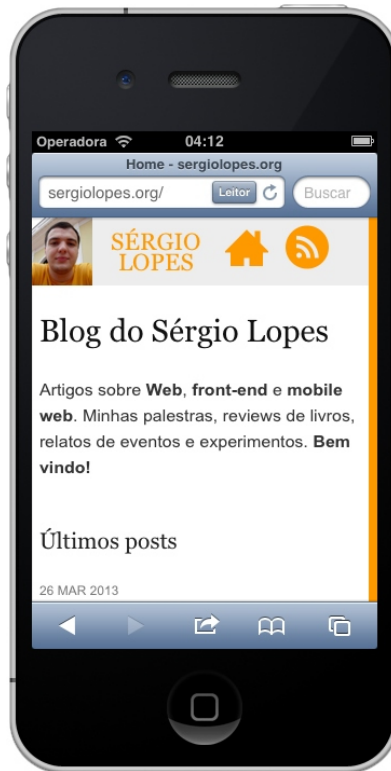 Operadora 04:12
Home - sergiolopes.org
sergiolopes.org/ Leitor Buscar
SÉRGIO
LOPES
Blog do Sérgio Lopes
Artigos sobre Web, front-end e mobile
web. Minhas palestras, reviews de livros,
relatos de eventos e experimentos. Bem
vindo!
Últimos posts
26 MAR 2013